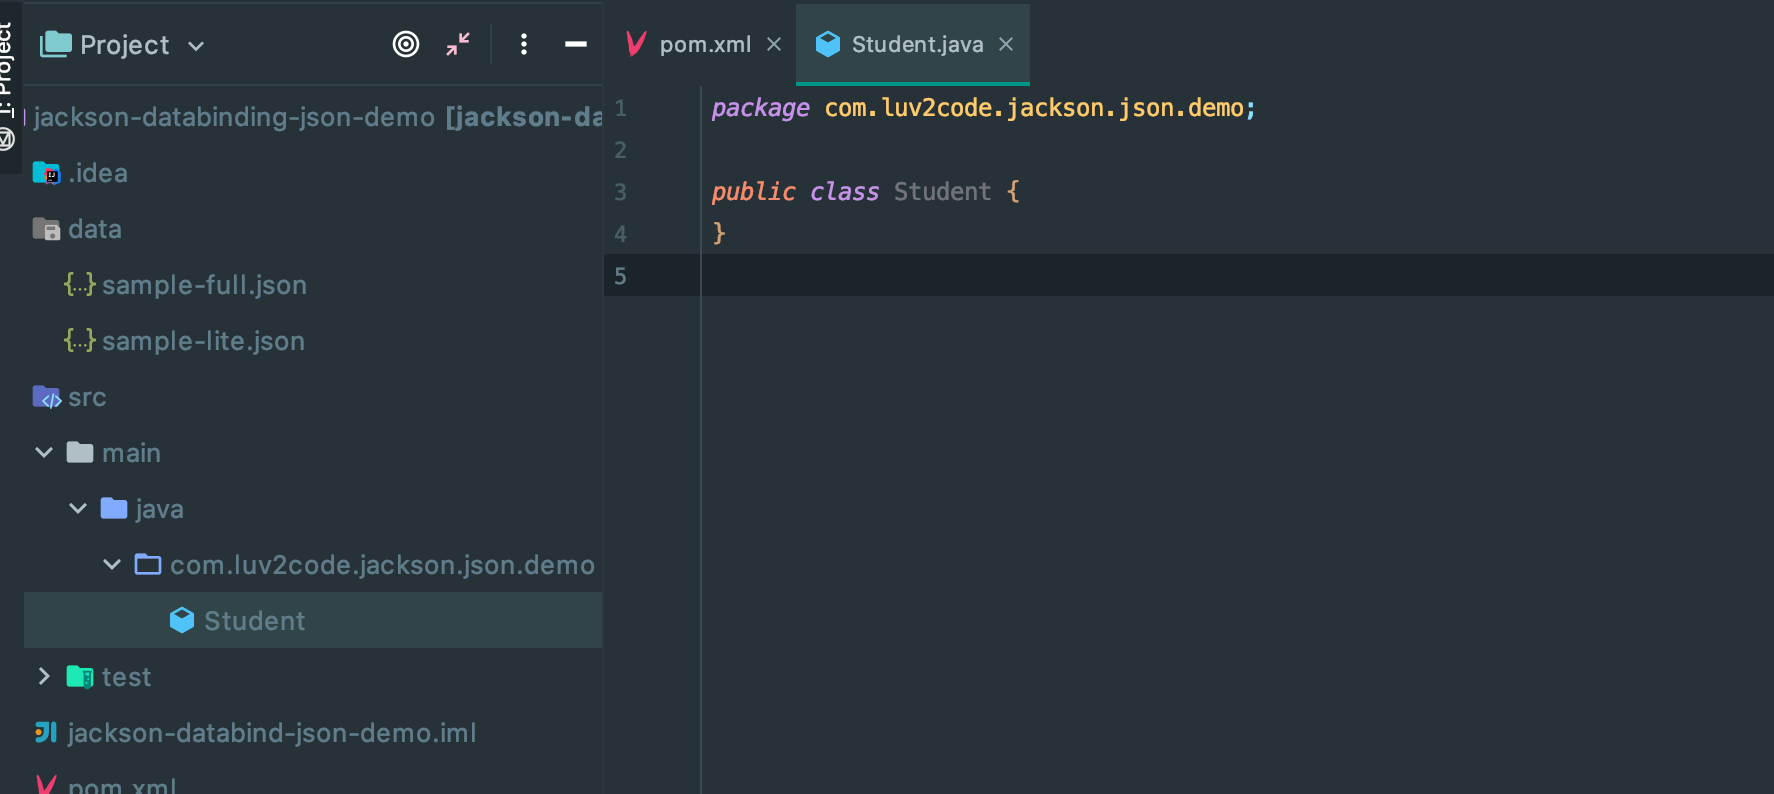 1: Project
Project
jackson-databinding-json-demo [jackson-da
.idea
data
{...} sample-full.json
{...} sample-lite.json
src
main
java
com.luv2code.jackson.json.demo
Student
test
jackson-databind-json-demo.iml
pom.xml
pom.xml Student.java
1 package com.luv2code.jackson.json.demo;
2
3 public class Student {
4 }
5